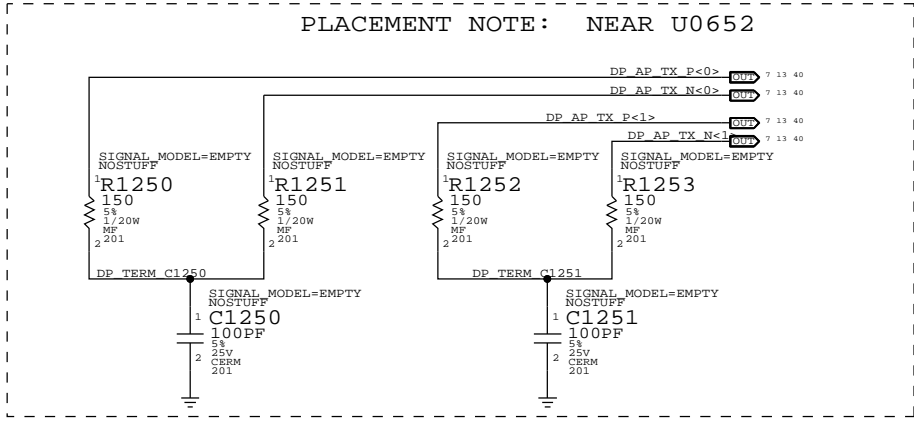 PLACEMENT NOTE: NEAR U0652
DP_AP_TX_P<0> OUT 7 13 40
DP_AP_TX_N<0> OUT 7 13 40
DP_AP_TX_P<1> OUT 7 13 40
DP_AP_TX_N<1> OUT 7 13 40
SIGNAL_MODEL=EMPTY
NOSTUFF
1
R1250
150
5%
1/20W
MF
2 201
SIGNAL_MODEL=EMPTY
NOSTUFF
1
R1251
150
5%
1/20W
MF
2 201
SIGNAL_MODEL=EMPTY
NOSTUFF
1
R1252
150
5%
1/20W
MF
2 201
SIGNAL_MODEL=EMPTY
NOSTUFF
1
R1253
150
5%
1/20W
MF
2 201
DP_TERM_C1250
DP_TERM_C1251
SIGNAL_MODEL=EMPTY
NOSTUFF
1 C1250
100PF
5%
25V
2 CERM
201
SIGNAL_MODEL=EMPTY
NOSTUFF
1 C1251
100PF
5%
25V
2 CERM
201